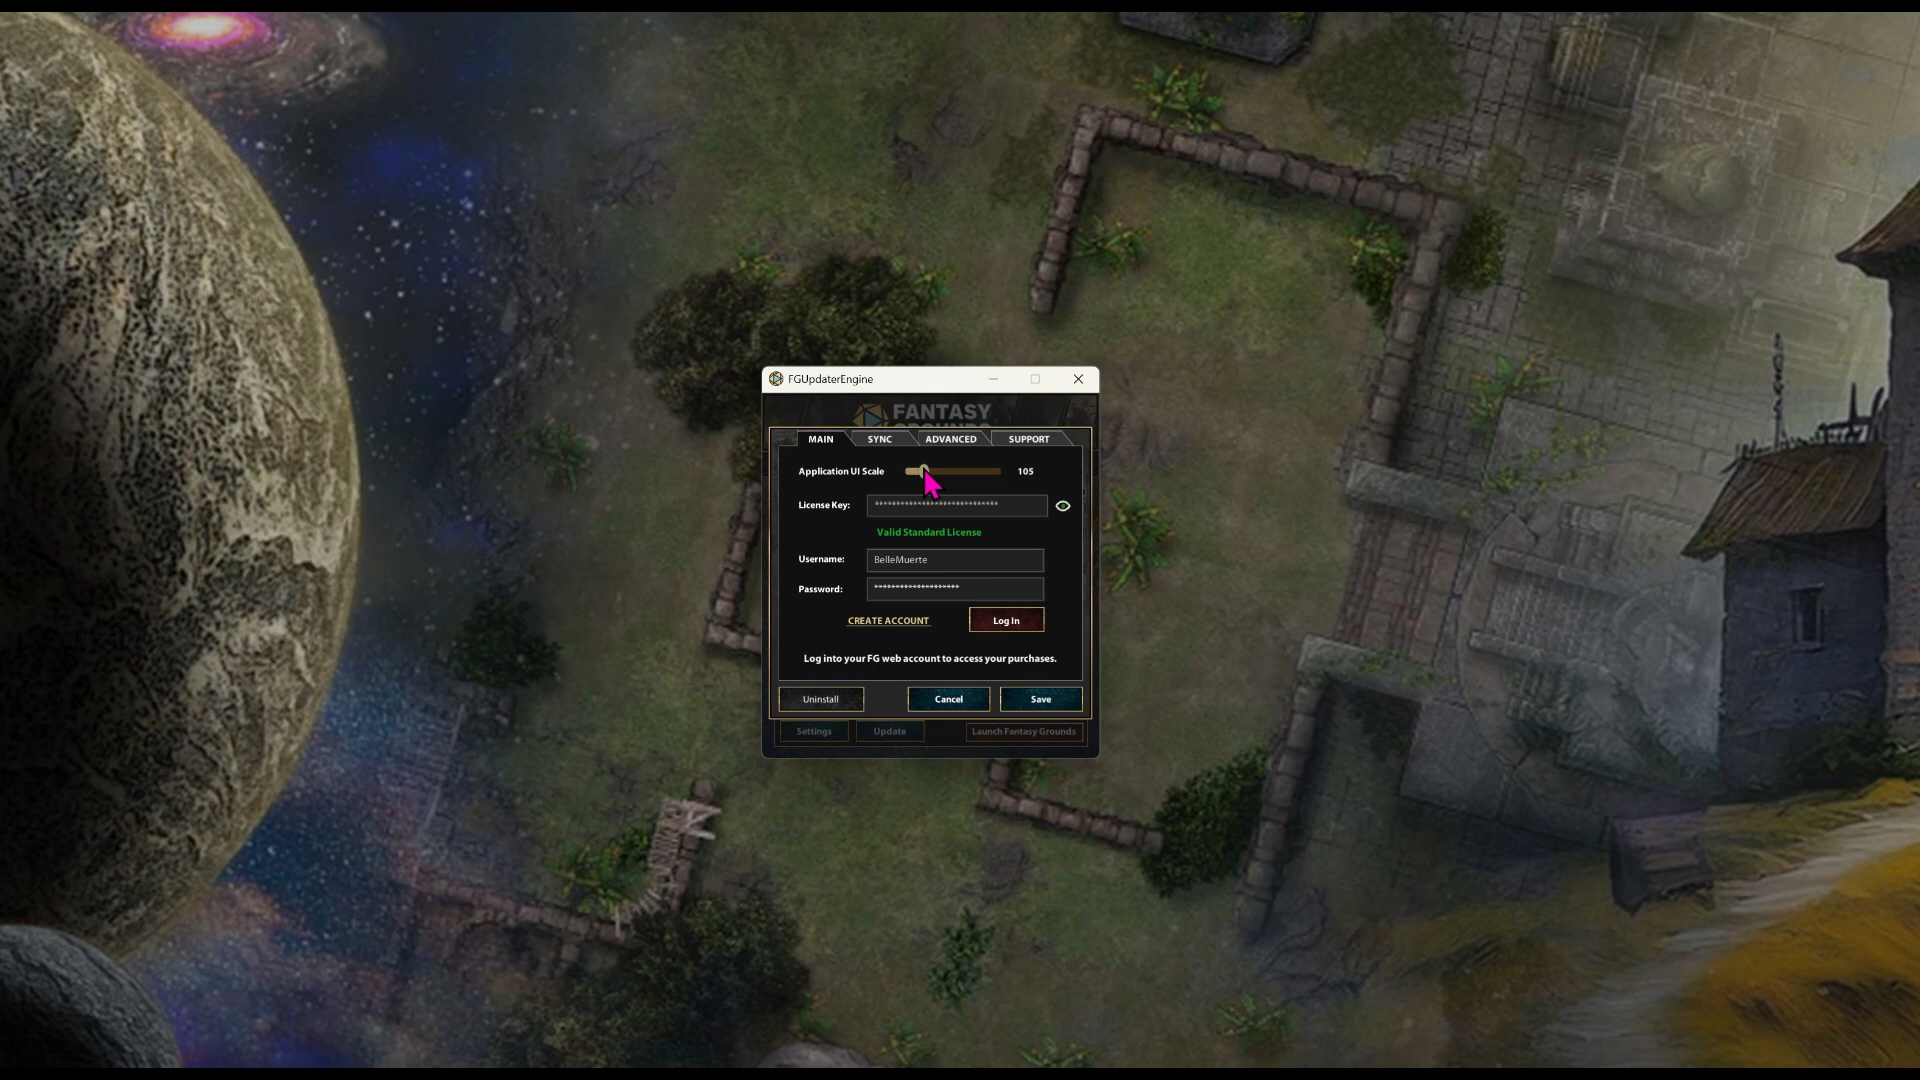 FGUpdaterEngine
FANTASY
GROUNDS
MAIN SYNC ADVANCED SUPPORT
Application UI Scale 105
License Key: *****************************
Valid Standard License
Username: BelleMuerte
Password: ********************
CREATE ACCOUNT Log In
Log into your FG web account to access your purchases.
Uninstall Cancel Save
Settings Update Launch Fantasy Grounds